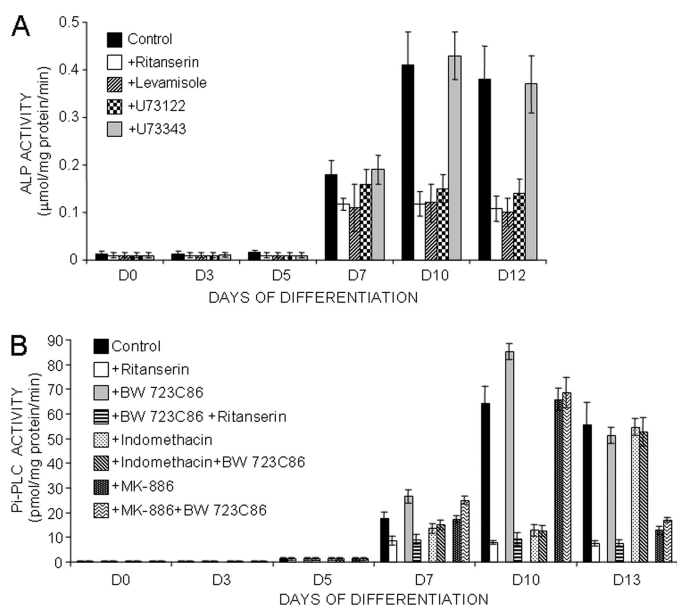 A
ALP ACTIVITY
(µmol/mg protein/min)
0.5
0.4
0.3
0.2
0.1
0
Control
+Ritanserin
+Levamisole
+U73122
+U73343
D0 D3 D5 D7 D10 D12
DAYS OF DIFFERENTIATION
B
Pi-PLC ACTIVITY
(pmol/mg protein/min)
90
80
70
60
50
40
30
20
10
0
Control
+Ritanserin
+BW 723C86
+BW 723C86 +Ritanserin
+Indomethacin
+Indomethacin+BW 723C86
+MK-886
+MK-886+BW 723C86
D0 D3 D5 D7 D10 D13
DAYS OF DIFFERENTIATION